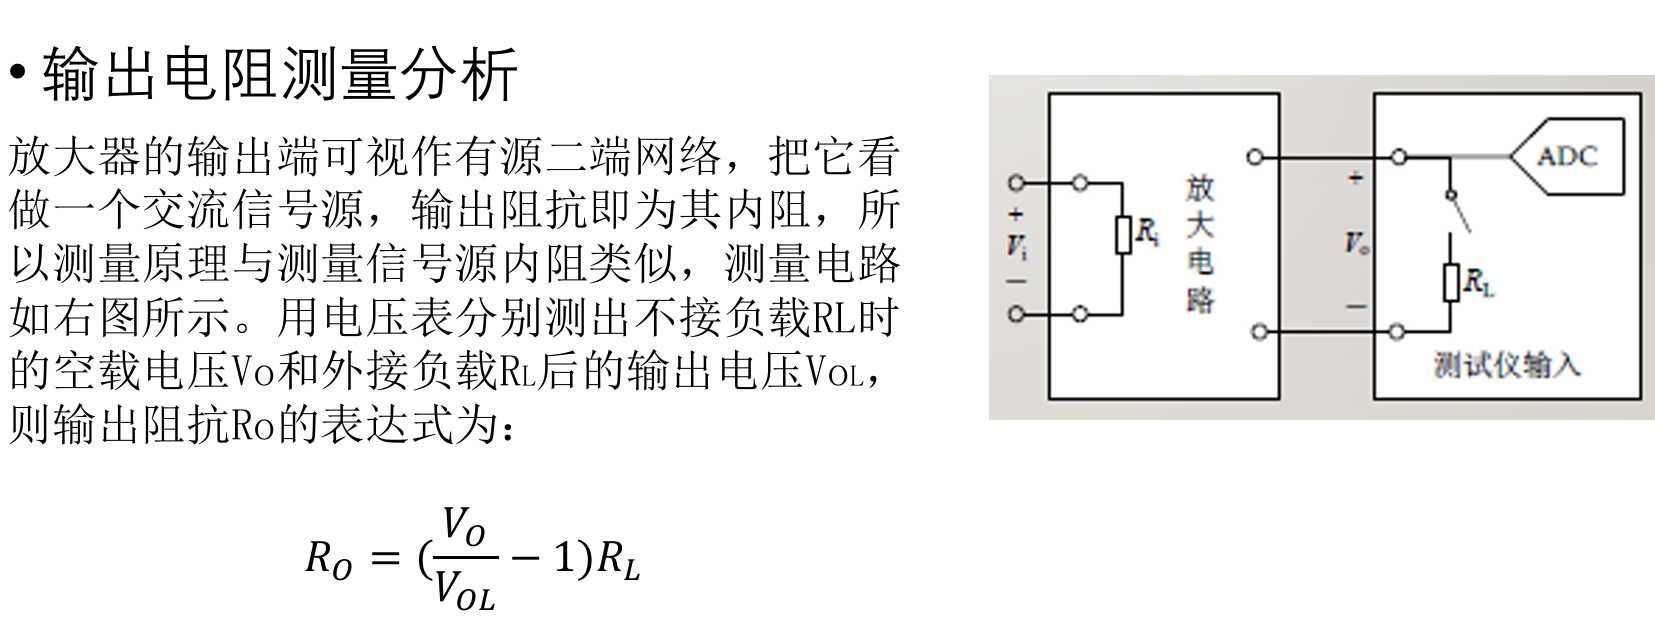 • 输出电阻测量分析
放大器的输出端可视作有源二端网络，把它看
做一个交流信号源，输出阻抗即为其内阻，所
以测量原理与测量信号源内阻类似，测量电路
如右图所示。用电压表分别测出不接负载RL时
的空载电压Vo和外接负载RL后的输出电压VoL，
则输出阻抗Ro的表达式为：
R_O = (V_O/V_OL − 1)R_L
+
Vi
−
Ri
放大电路
+
Vo
−
ADC
RL
测试仪输入